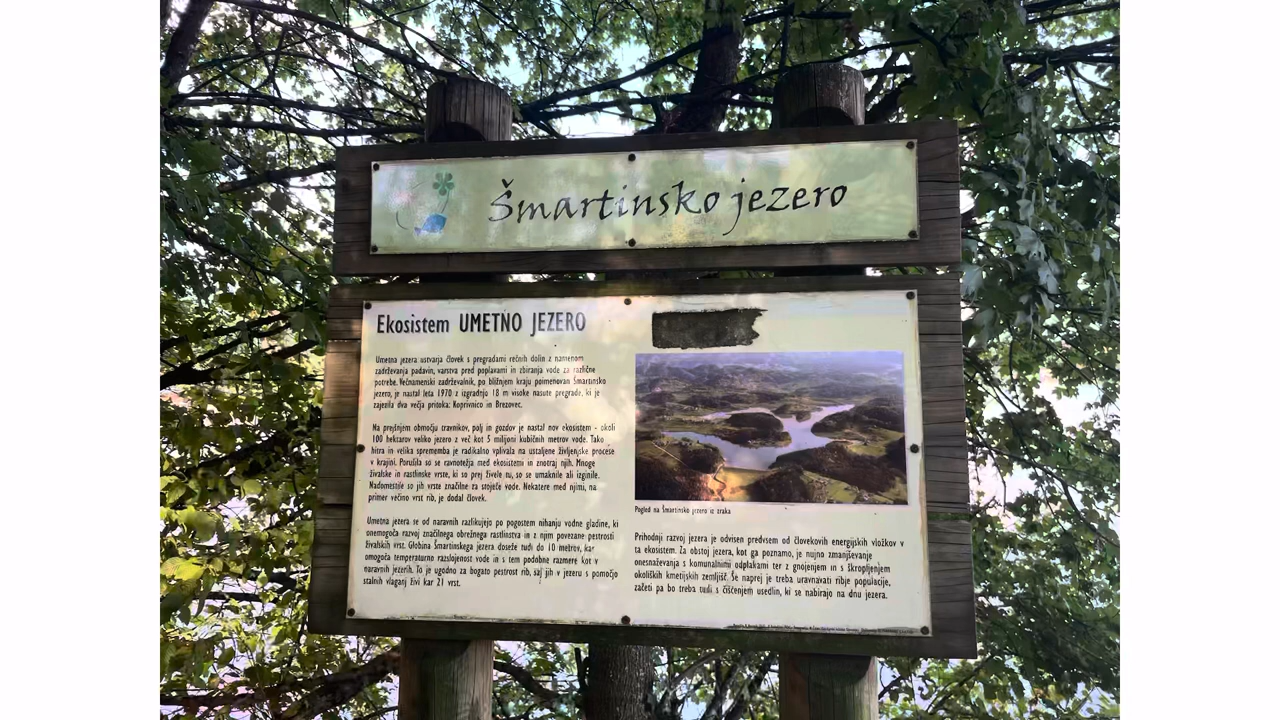 Šmartinsko jezero
Ekosistem UMETNO JEZERO
Umetna jezera ustvarja človek s pregradami rečnih dolin z namenom
zadrževanja padavin, varstva pred poplavami in zbiranja vode za različne
potrebe. Večnamenski zadrževalnik, po bližnjem kraju poimenovan Šmartinsko
jezero, je nastal leta 1970 z izgradnjo 18 m visoke nasute pregrade, ki je
zajezila dva večja pritoka: Koprivnico in Brezovec.
Na prejšnjem območju travnikov, polj in gozdov je nastal nov ekosistem - okoli
100 hektarov veliko jezero z več kot 5 milijoni kubičnih metrov vode. Tako
hitra in velika sprememba je radikalno vplivala na ustaljene življenjske procese
v krajini. Porušila so se ravnotežja med ekosistemi in znotraj njih. Mnoge
živalske in rastlinske vrste, ki so prej živele tu, so se umaknile ali izginile.
Nadomestile so jih vrste značilne za stoječe vode. Nekatere med njimi, na
primer večino vrst rib, je dodal človek.
Umetna jezera se od naravnih razlikujejo po pogostem nihanju vodne gladine, ki
onemogoča razvoj značilnega obrežnega rastlinstva in z njim povezane pestrosti
živalskih vrst. Globina Šmartinskega jezera doseže tudi do 10 metrov, kar
omogoča temperaturno razslojenost vode in s tem podobne razmere kot v
naravnih jezerih. To je ugodno za bogato pestrost rib, saj jih v jezeru s pomočjo
stalnih vlaganj živi kar 21 vrst.
Pogled na Šmartinsko jezero iz zraka
Prihodnji razvoj jezera je odvisen predvsem od človekovih energijskih vložkov v
ta ekosistem. Za obstoj jezera, kot ga poznamo, je nujno zmanjševanje
onesnaževanja s komunalnimi odplakami ter z gnojenjem in s škropljenjem
okoliških kmetijskih zemljišč. Še naprej je treba uravnavati ribje populacije,
začeti pa bo treba tudi s čiščenjem usedlin, ki se nabirajo na dnu jezera.